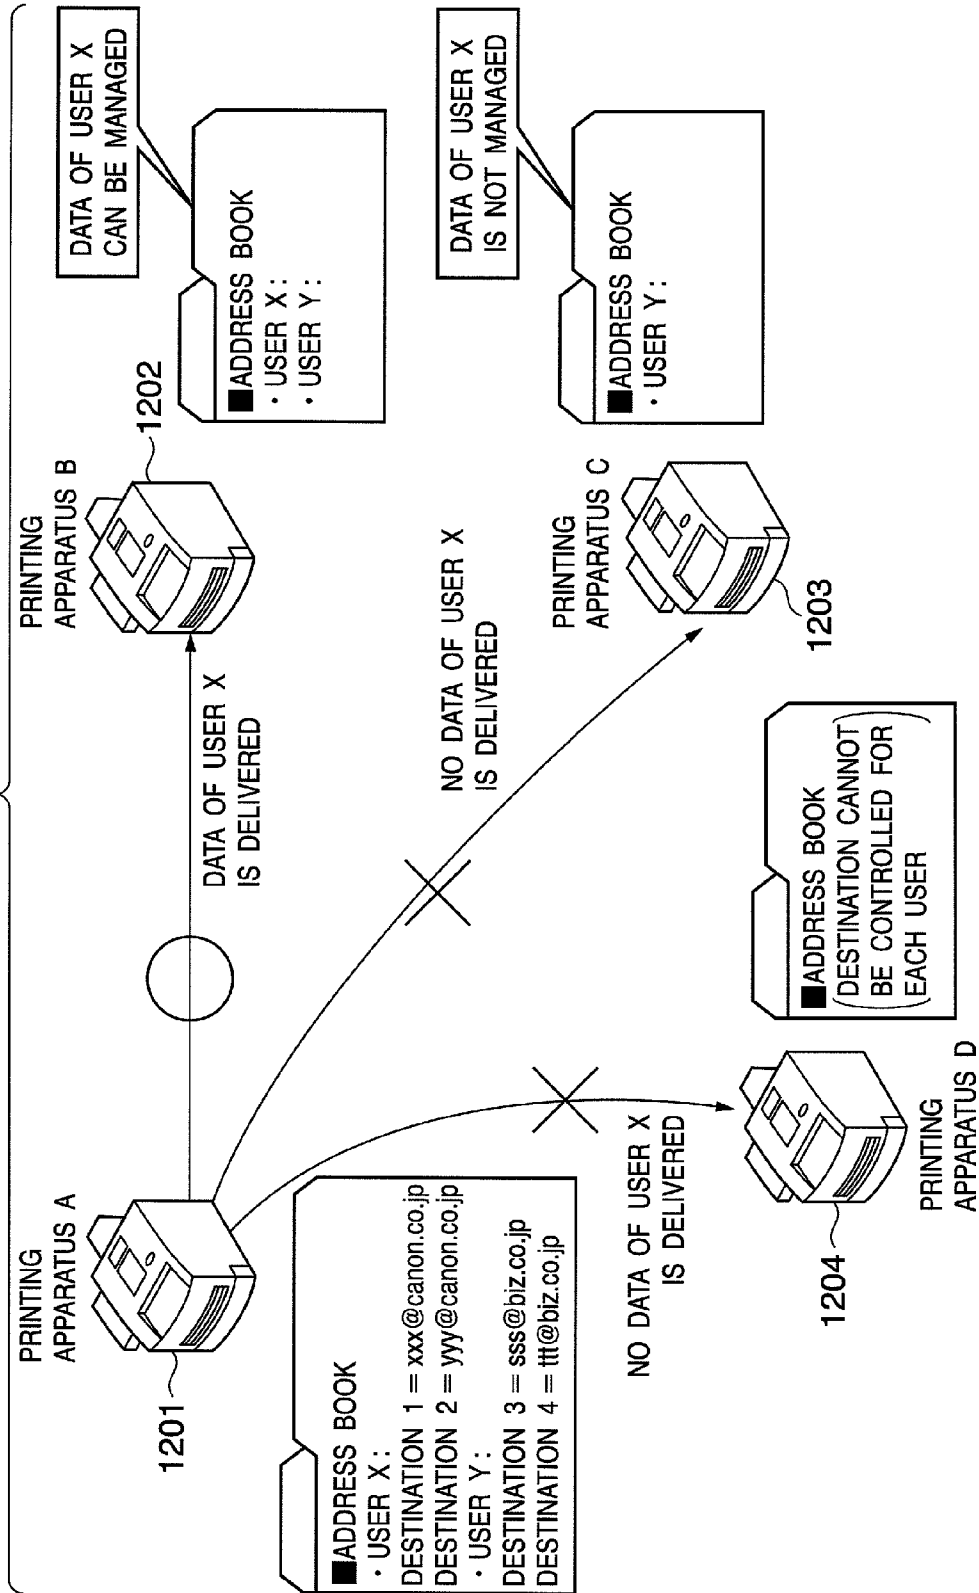 PRINTING
APPARATUS A
1201
■ADDRESS BOOK
・USER X :
DESTINATION 1 = xxx@canon.co.jp
DESTINATION 2 = yyy@canon.co.jp
・USER Y :
DESTINATION 3 = sss@biz.co.jp
DESTINATION 4 = ttt@biz.co.jp
DATA OF USER X
IS DELIVERED
PRINTING
APPARATUS B
1202
DATA OF USER X
CAN BE MANAGED
■ADDRESS BOOK
・USER X :
・USER Y :
NO DATA OF USER X
IS DELIVERED
PRINTING
APPARATUS C
1203
DATA OF USER X
IS NOT MANAGED
■ADDRESS BOOK
・USER Y :
NO DATA OF USER X
IS DELIVERED
1204
PRINTING
APPARATUS D
■ADDRESS BOOK
(DESTINATION CANNOT
BE CONTROLLED FOR
EACH USER)